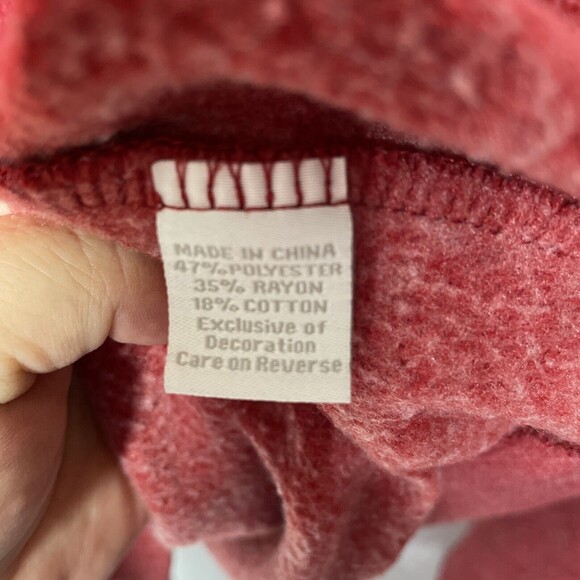 MADE IN CHINA
47% POLYESTER
35% RAYON
18% COTTON
Exclusive of
Decoration
Care on Reverse